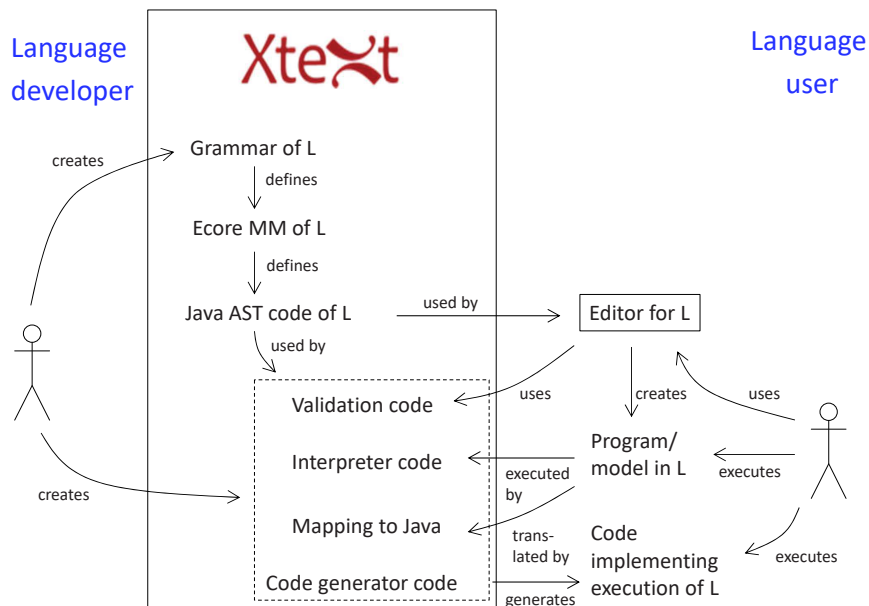 Language
developer
Xtext
Language
user
creates
Grammar of L
defines
Ecore MM of L
defines
Java AST code of L
used by
Editor for L
used by
Validation code
uses
creates
uses
Interpreter code
executed
by
Program/
model in L
executes
creates
Mapping to Java
trans-
lated by
Code
implementing
execution of L
executes
Code generator code
generates